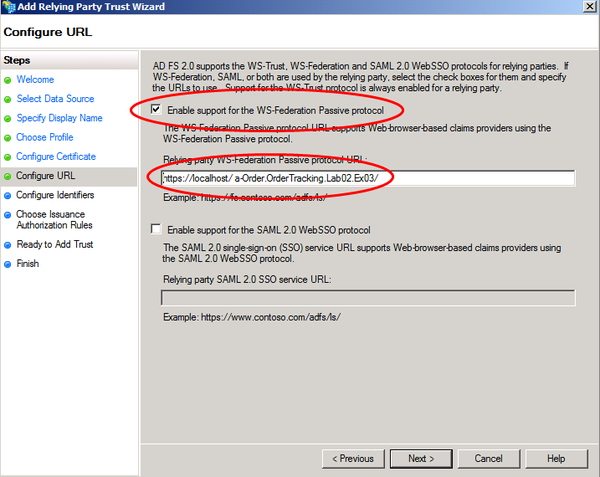 Add Relying Party Trust Wizard
Configure URL
Steps
Welcome
Select Data Source
Specify Display Name
Choose Profile
Configure Certificate
Configure URL
Configure Identifiers
Choose Issuance
Authorization Rules
Ready to Add Trust
Finish
AD FS 2.0 supports the WS-Trust, WS-Federation and SAML 2.0 WebSSO protocols for relying parties. If
WS-Federation, SAML, or both are used by the relying party, select the check boxes for them and specify
the URLs to use. Support for the WS-Trust protocol is always enabled for a relying party.
Enable support for the WS-Federation Passive protocol
The WS-Federation Passive protocol URL supports Web-browser-based claims providers using the
WS-Federation Passive protocol.
Relying party WS-Federation Passive protocol URL:
https://localhost/ a-Order.OrderTracking.Lab02.Ex03/
Example: https://fs.contoso.com/adfs/ls/
Enable support for the SAML 2.0 WebSSO protocol
The SAML 2.0 single-sign-on (SSO) service URL supports Web-browser-based claims providers using
the SAML 2.0 WebSSO protocol.
Relying party SAML 2.0 SSO service URL:
Example: https://www.contoso.com/adfs/ls/
< Previous
Next >
Cancel
Help